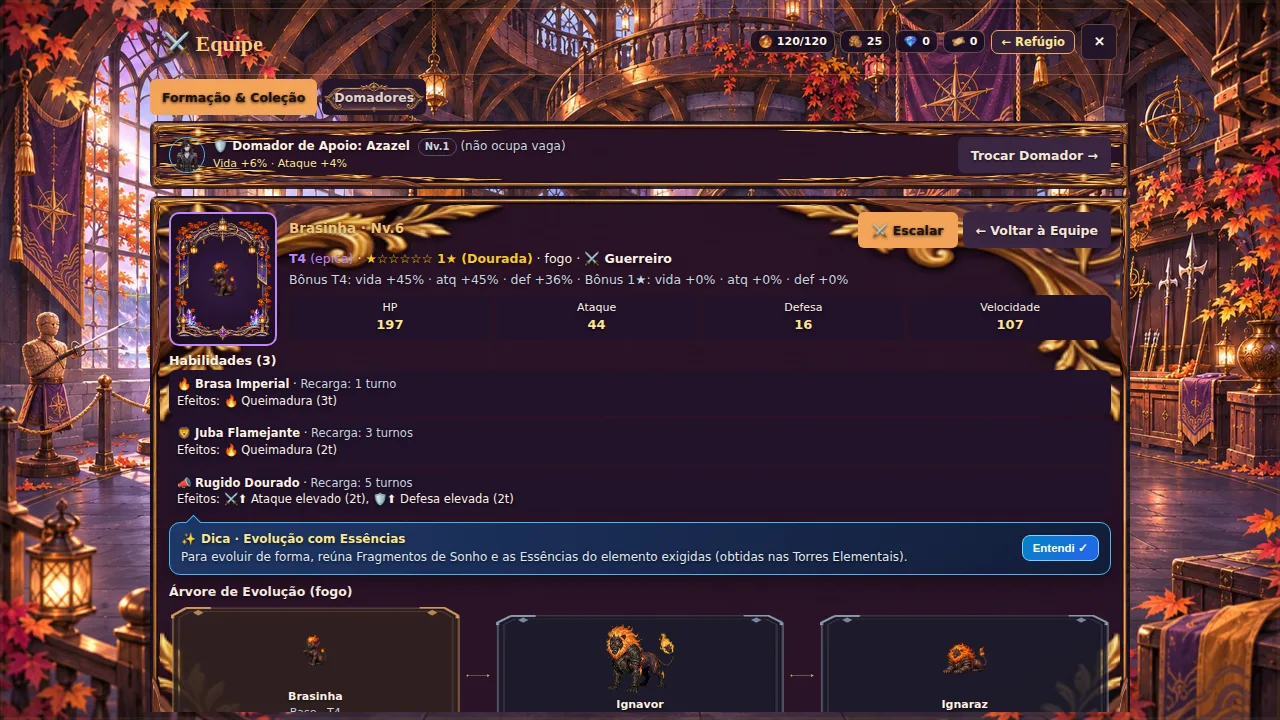 ⚔️ Equipe
120/120
25
0
0
← Refúgio
✕
Formação & Coleção
Domadores
🛡️ Domador de Apoio: Azazel Nv.1 (não ocupa vaga)
Vida +6% · Ataque +4%
Trocar Domador →
Brasinha · Nv.6
⚔️ Escalar
← Voltar à Equipe
T4 (epica) · ★☆☆☆☆☆ 1★ (Dourada) · fogo · ⚔️ Guerreiro
Bônus T4: vida +45% · atq +45% · def +36% · Bônus 1★: vida +0% · atq +0% · def +0%
HP
197
Ataque
44
Defesa
16
Velocidade
107
Habilidades (3)
🔥 Brasa Imperial · Recarga: 1 turno
Efeitos: 🔥 Queimadura (3t)
🦁 Juba Flamejante · Recarga: 3 turnos
Efeitos: 🔥 Queimadura (2t)
📣 Rugido Dourado · Recarga: 5 turnos
Efeitos: ⚔️⬆ Ataque elevado (2t), 🛡️⬆ Defesa elevada (2t)
✨ Dica · Evolução com Essências
Para evoluir de forma, reúna Fragmentos de Sonho e as Essências do elemento exigidas (obtidas nas Torres Elementais).
Entendi ✓
Árvore de Evolução (fogo)
Brasinha
Base · T4
Ignavor
Ignaraz